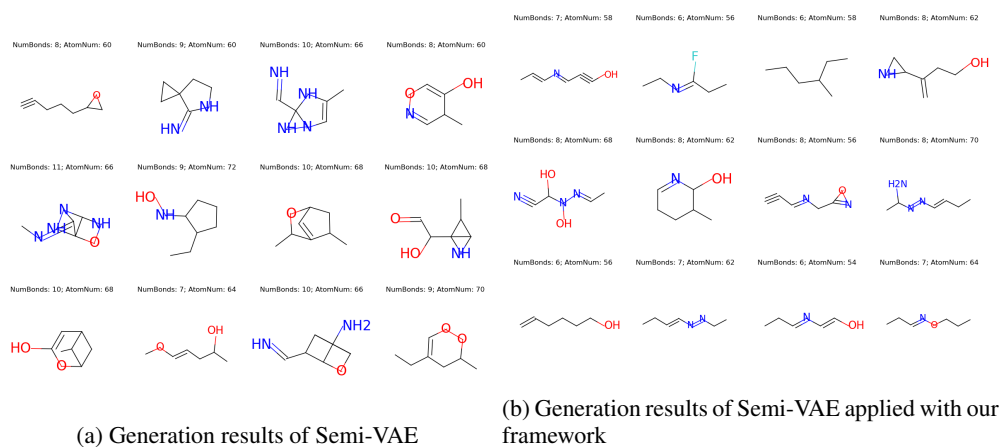 NumBonds: 8; AtomNum: 60
NumBonds: 9; AtomNum: 60
NumBonds: 10; AtomNum: 66
NumBonds: 8; AtomNum: 60
O
NH
HN
NH
NH
NH
N
OH
O
N
NumBonds: 11; AtomNum: 66
NumBonds: 9; AtomNum: 72
NumBonds: 10; AtomNum: 68
NumBonds: 10; AtomNum: 68
N
NH
NH
N
O
HO
NH
O
O
HO
NH
NumBonds: 10; AtomNum: 68
NumBonds: 7; AtomNum: 64
NumBonds: 10; AtomNum: 66
NumBonds: 9; AtomNum: 70
HO
O
OH
O
NH2
HN
O
O
O
(a) Generation results of Semi-VAE
NumBonds: 7; AtomNum: 58
NumBonds: 6; AtomNum: 56
NumBonds: 6; AtomNum: 58
NumBonds: 8; AtomNum: 62
N
OH
F
N
NH
OH
NumBonds: 8; AtomNum: 68
NumBonds: 8; AtomNum: 62
NumBonds: 8; AtomNum: 56
NumBonds: 8; AtomNum: 70
HO
N
N
N
OH
N
OH
N
O
N
H2N
N
N
NumBonds: 6; AtomNum: 56
NumBonds: 7; AtomNum: 62
NumBonds: 6; AtomNum: 54
NumBonds: 7; AtomNum: 64
OH
N
N
N
OH
N
O
(b) Generation results of Semi-VAE applied with our
framework